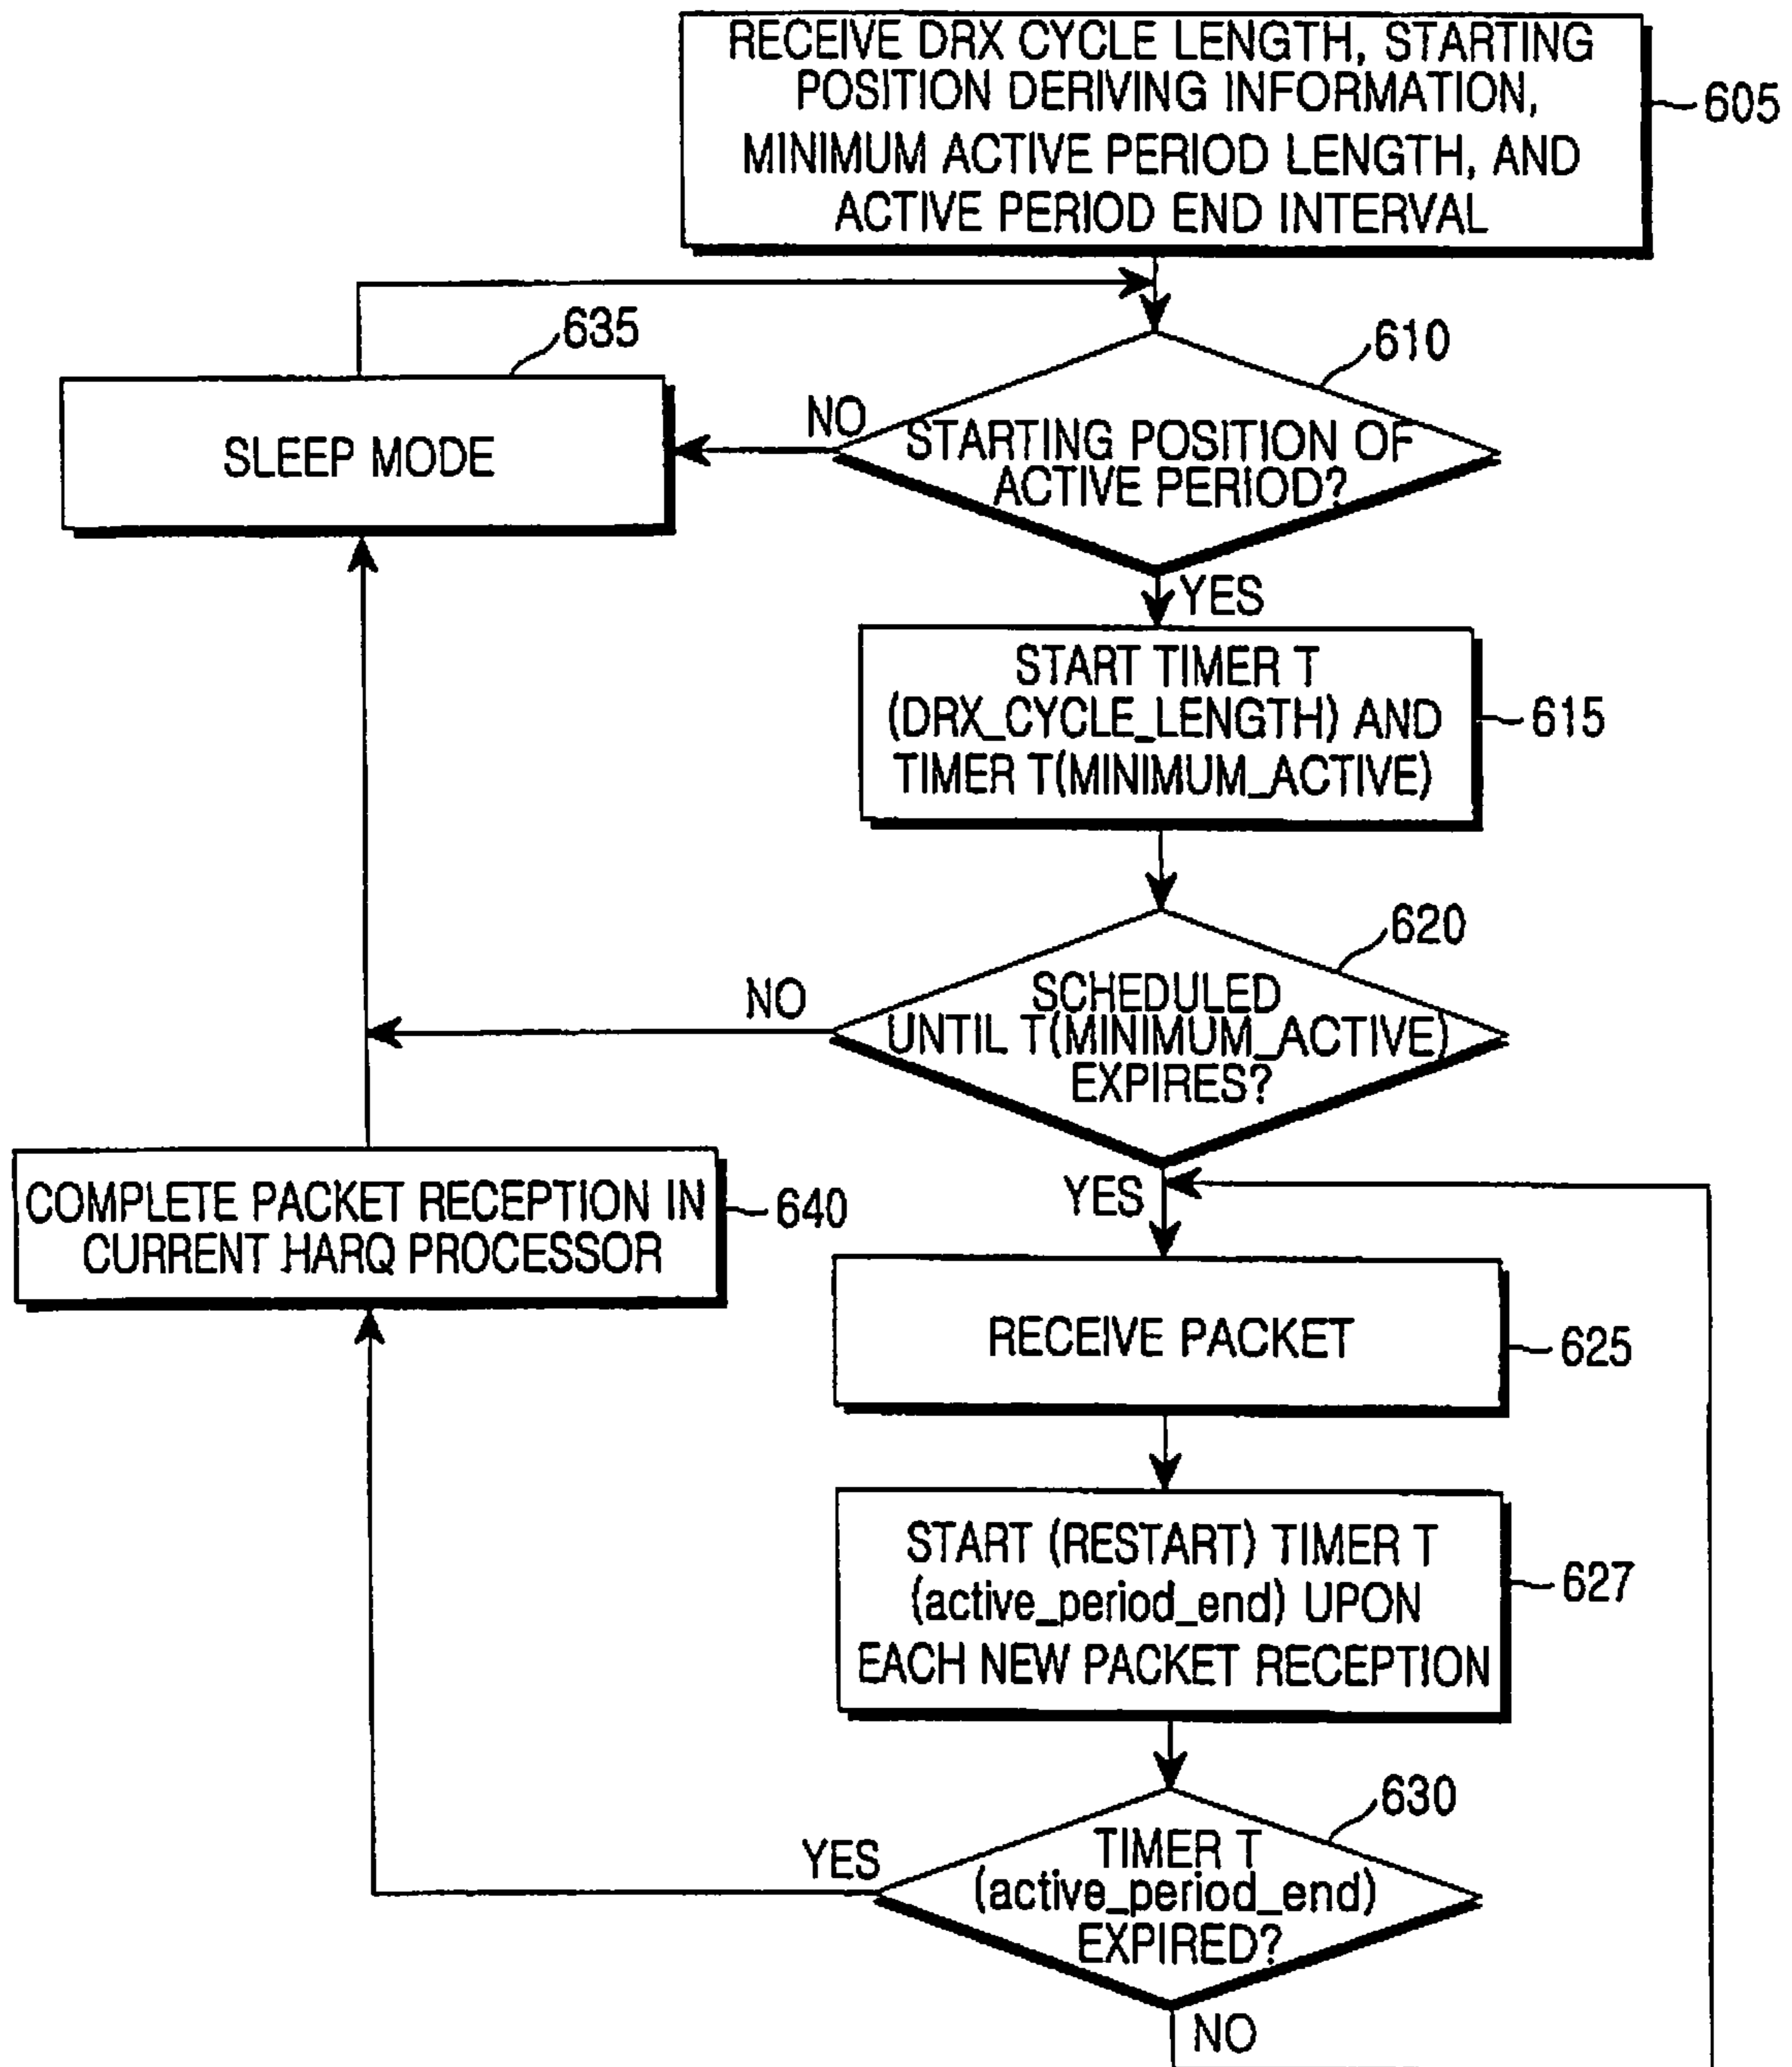 RECEIVE DRX CYCLE LENGTH, STARTING
POSITION DERIVING INFORMATION,
MINIMUM ACTIVE PERIOD LENGTH, AND
ACTIVE PERIOD END INTERVAL
605
635
610
SLEEP MODE
NO
STARTING POSITION OF
ACTIVE PERIOD?
YES
START TIMER T
(DRX_CYCLE_LENGTH) AND
TIMER T(MINIMUM_ACTIVE)
615
620
NO
SCHEDULED
UNTIL T(MINIMUM_ACTIVE)
EXPIRES?
YES
COMPLETE PACKET RECEPTION IN
CURRENT HARQ PROCESSOR
640
RECEIVE PACKET
625
START (RESTART) TIMER T
(active_period_end) UPON
EACH NEW PACKET RECEPTION
627
630
YES
TIMER T
(active_period_end)
EXPIRED?
NO